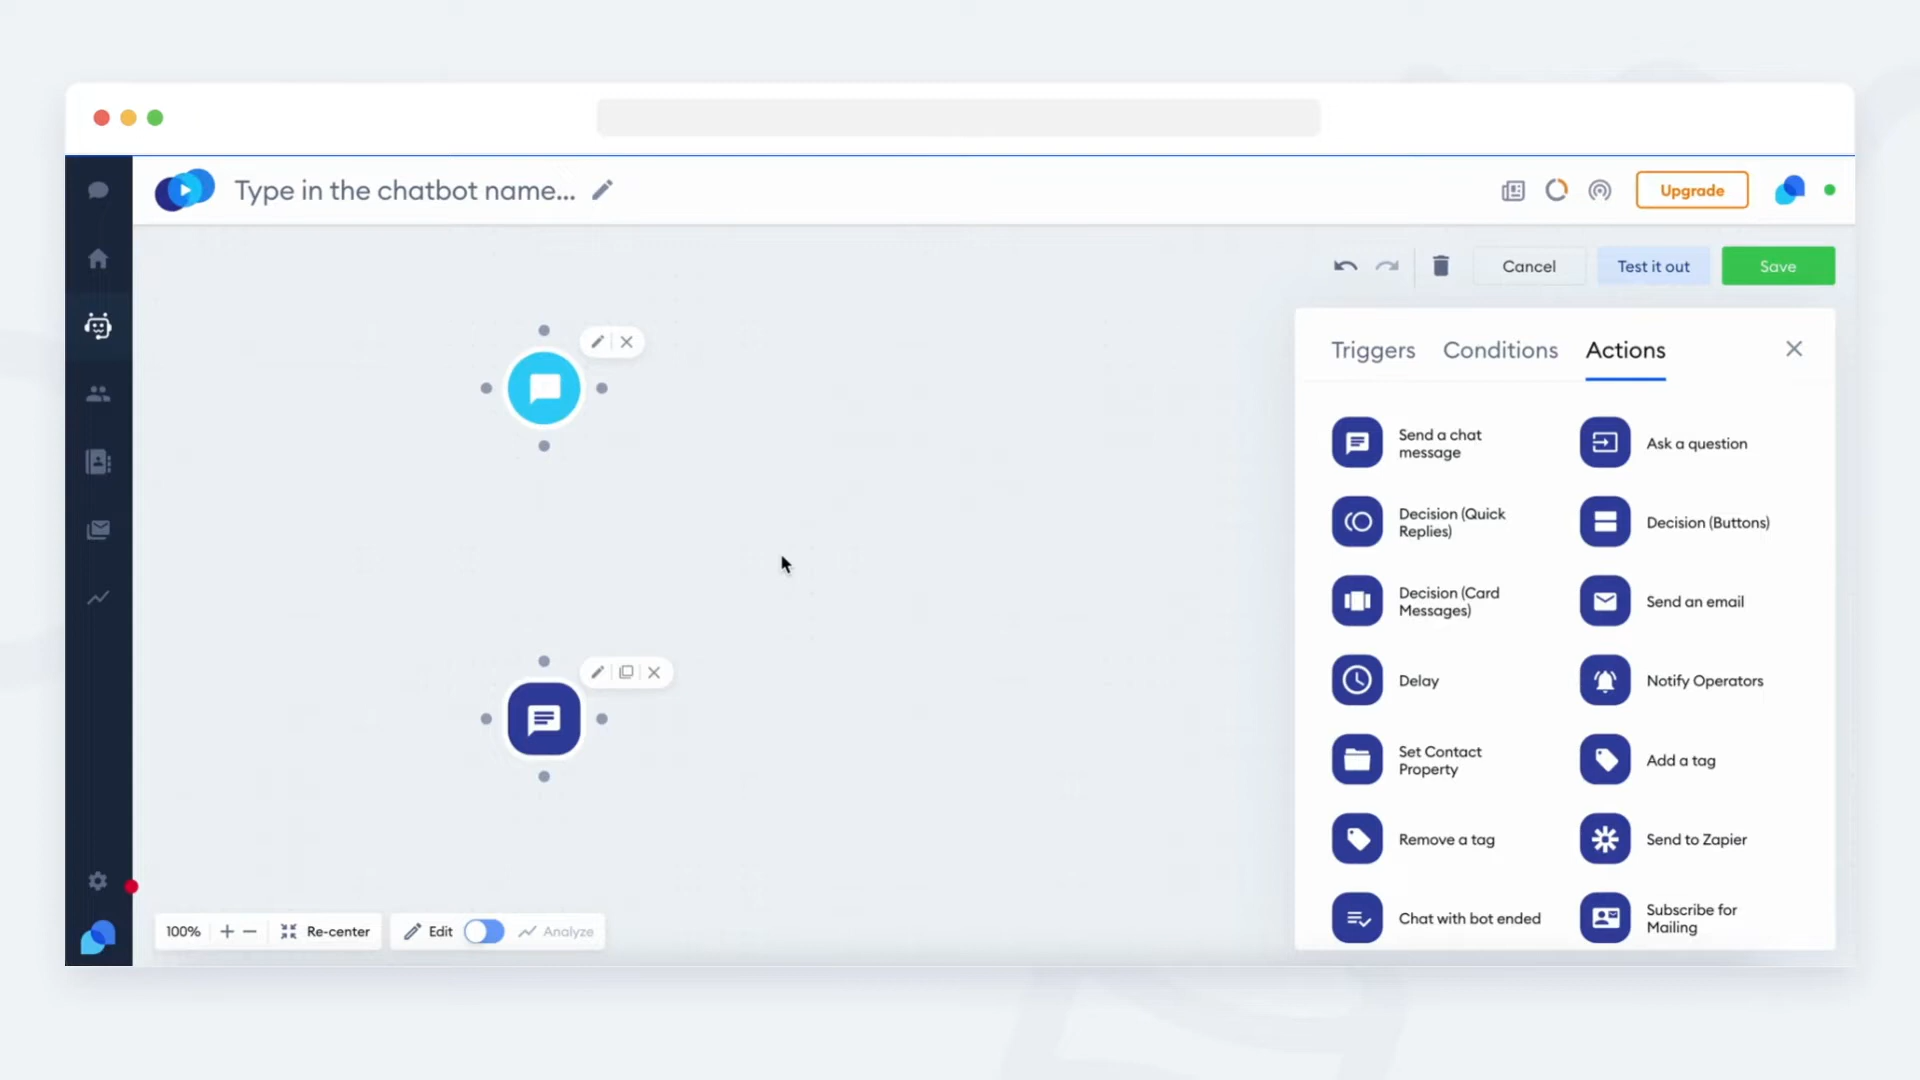 Type in the chatbot name...
Upgrade
Cancel
Test it out
Save
Triggers
Conditions
Actions
Send a chat
message
Ask a question
Decision (Quick
Replies)
Decision (Buttons)
Decision (Card
Messages)
Send an email
Delay
Notify Operators
Set Contact
Property
Add a tag
Remove a tag
Send to Zapier
Chat with bot ended
Subscribe for
Mailing
100%
Re-center
Edit
Analyze